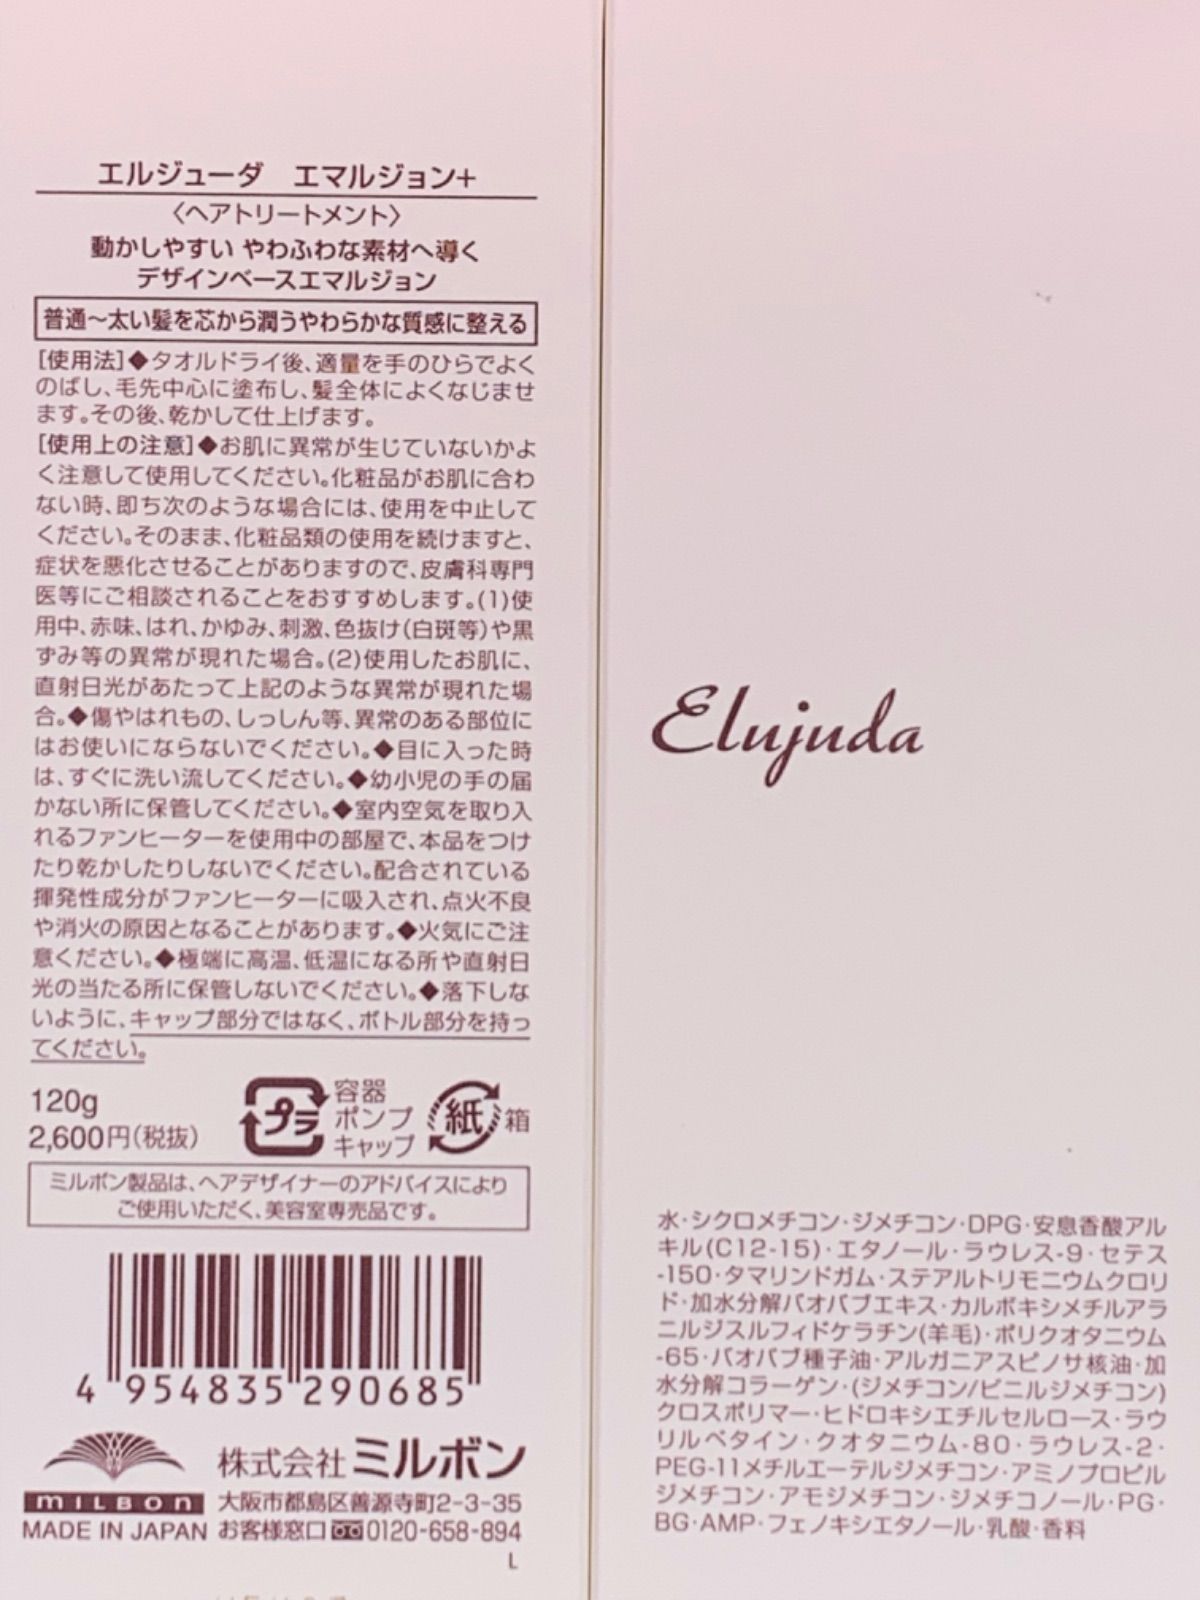 エルジューダ　エマルジョン+
〈ヘアトリートメント〉
動かしやすい やわふわな素材へ導く
デザインベースエマルジョン
普通〜太い髪を芯から潤うやわらかな質感に整える
[使用法]◆タオルドライ後、適量を手のひらでよく
のばし、毛先中心に塗布し、髪全体によくなじませ
ます。その後、乾かして仕上げます。
[使用上の注意]◆お肌に異常が生じていないかよ
く注意して使用してください。化粧品がお肌に合わ
ない時、即ち次のような場合には、使用を中止して
ください。そのまま、化粧品類の使用を続けますと、
症状を悪化させることがありますので、皮膚科専門
医等にご相談されることをおすすめします。(1)使
用中、赤味、はれ、かゆみ、刺激、色抜け(白斑等)や黒
ずみ等の異常が現れた場合。(2)使用したお肌に、
直射日光があたって上記のような異常が現れた場
合。◆傷やはれもの、しっしん等、異常のある部位に
はお使いにならないでください。◆目に入った時
は、すぐに洗い流してください。◆幼小児の手の届
かない所に保管してください。◆室内空気を取り入
れるファンヒーターを使用中の部屋で、本品をつけ
たり乾かしたりしないでください。配合されている
揮発性成分がファンヒーターに吸入され、点火不良
や消火の原因となることがあります。◆火気にご注
意ください。◆極端に高温、低温になる所や直射日
光の当たる所に保管しないでください。◆落下しな
いように、キャップ部分ではなく、ボトル部分を持っ
てください。
120g
2,600円(税抜)
プラ
容器
ポンプ
キャップ
紙
箱
ミルボン製品は、ヘアデザイナーのアドバイスにより
ご使用いただく、美容室専売品です。
4 954835 290685
株式会社 ミルボン
MILBON
大阪市都島区善源寺町2-3-35
MADE IN JAPAN お客様窓口 0120-658-894
L
Elujuda
水・シクロメチコン・ジメチコン・DPG・安息香酸アル
キル(C12-15)・エタノール・ラウレス-9・セテス
-150・タマリンドガム・ステアルトリモニウムクロリ
ド・加水分解バオバブエキス・カルボキシメチルアラ
ニルジスルフィドケラチン(羊毛)・ポリクオタニウム
-65・バオバブ種子油・アルガニアスピノサ核油・加
水分解コラーゲン・(ジメチコン/ビニルジメチコン)
クロスポリマー・ヒドロキシエチルセルロース・ラウ
リルベタイン・クオタニウム-80・ラウレス-2・
PEG-11メチルエーテルジメチコン・アミノプロピル
ジメチコン・アモジメチコン・ジメチコノール・PG・
BG・AMP・フェノキシエタノール・乳酸・香料